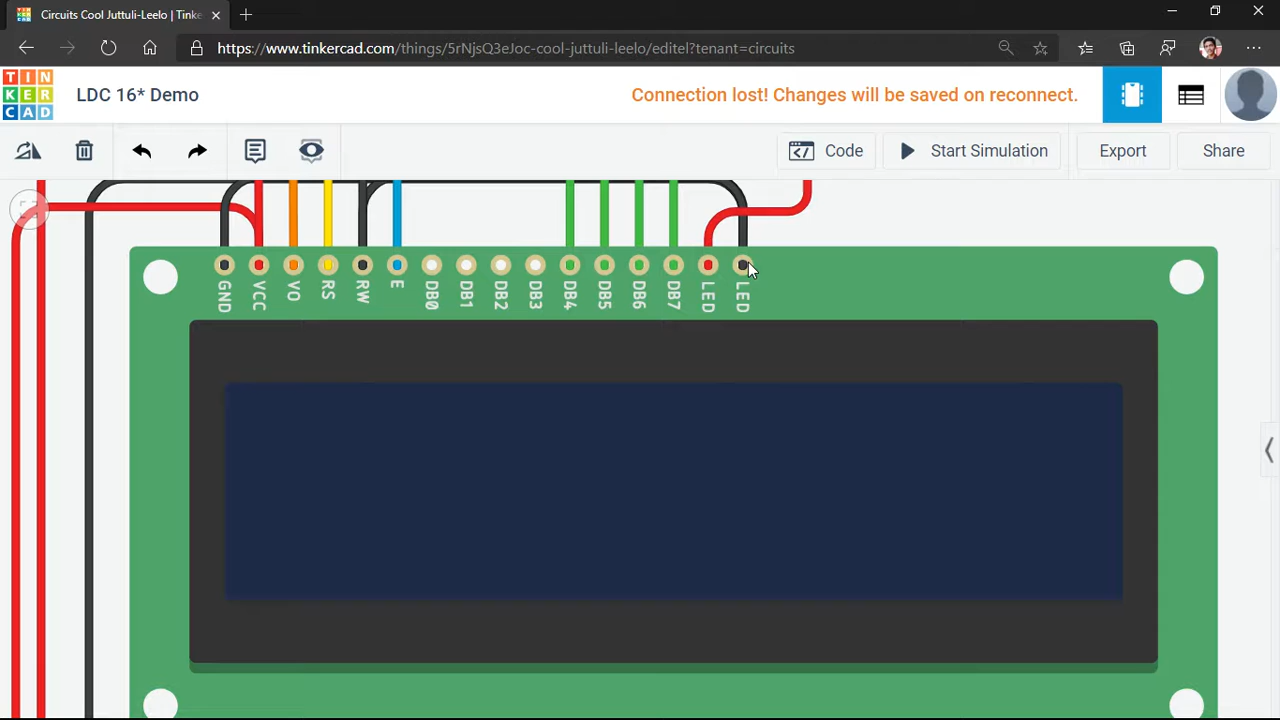 Circuits Cool Juttuli-Leelo | Tinke
https://www.tinkercad.com/things/5rNjsQ3eJoc-cool-juttuli-leelo/editel?tenant=circuits
TIN
KER
CAD
LDC 16* Demo
Connection lost! Changes will be saved on reconnect.
Code
Start Simulation
Export
Share
GND
VCC
VO
RS
RW
E
DB0
DB1
DB2
DB3
DB4
DB5
DB6
DB7
LED
LED